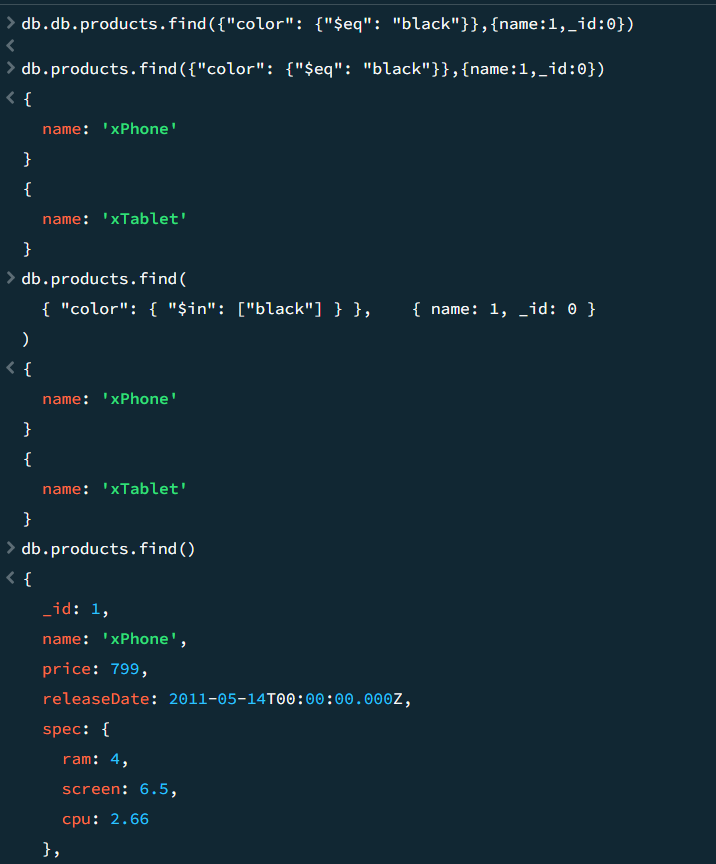 > db.db.products.find({"color": {"$eq": "black"}},{name:1,_id:0})
<
> db.products.find({"color": {"$eq": "black"}},{name:1,_id:0})
< {
    name: 'xPhone'
  }
  {
    name: 'xTablet'
  }
> db.products.find(
    { "color": { "$in": ["black"] } },    { name: 1, _id: 0 }
  )
< {
    name: 'xPhone'
  }
  {
    name: 'xTablet'
  }
> db.products.find()
< {
    _id: 1,
    name: 'xPhone',
    price: 799,
    releaseDate: 2011-05-14T00:00:00.000Z,
    spec: {
      ram: 4,
      screen: 6.5,
      cpu: 2.66
    },